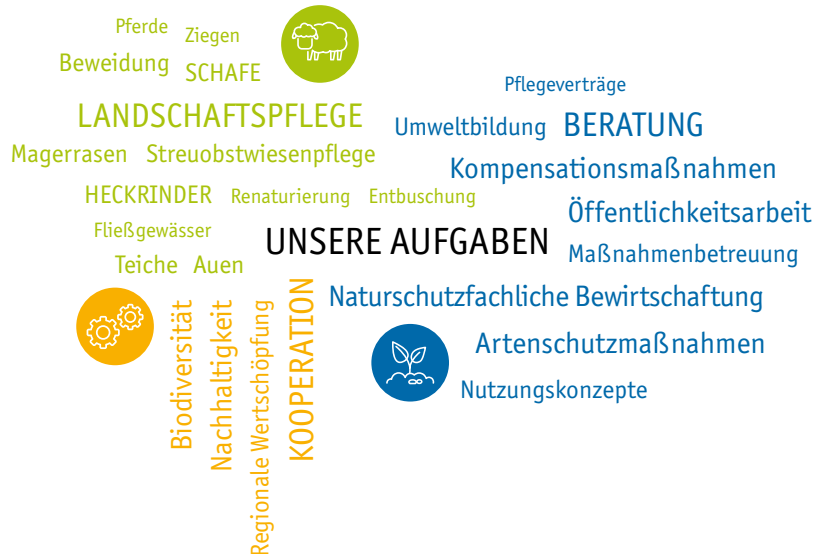 Pferde
Ziegen
Beweidung
SCHAFE
LANDSCHAFTSPFLEGE
Magerrasen Streuobstwiesenpflege
HECKRINDER Renaturierung Entbuschung
Fließgewässer
Teiche Auen
Pflegeverträge
Umweltbildung BERATUNG
Kompensationsmaßnahmen
Öffentlichkeitsarbeit
UNSERE AUFGABEN
Maßnahmenbetreuung
Naturschutzfachliche Bewirtschaftung
Artenschutzmaßnahmen
Nutzungskonzepte
Biodiversität
Nachhaltigkeit
Regionale Wertschöpfung
KOOPERATION